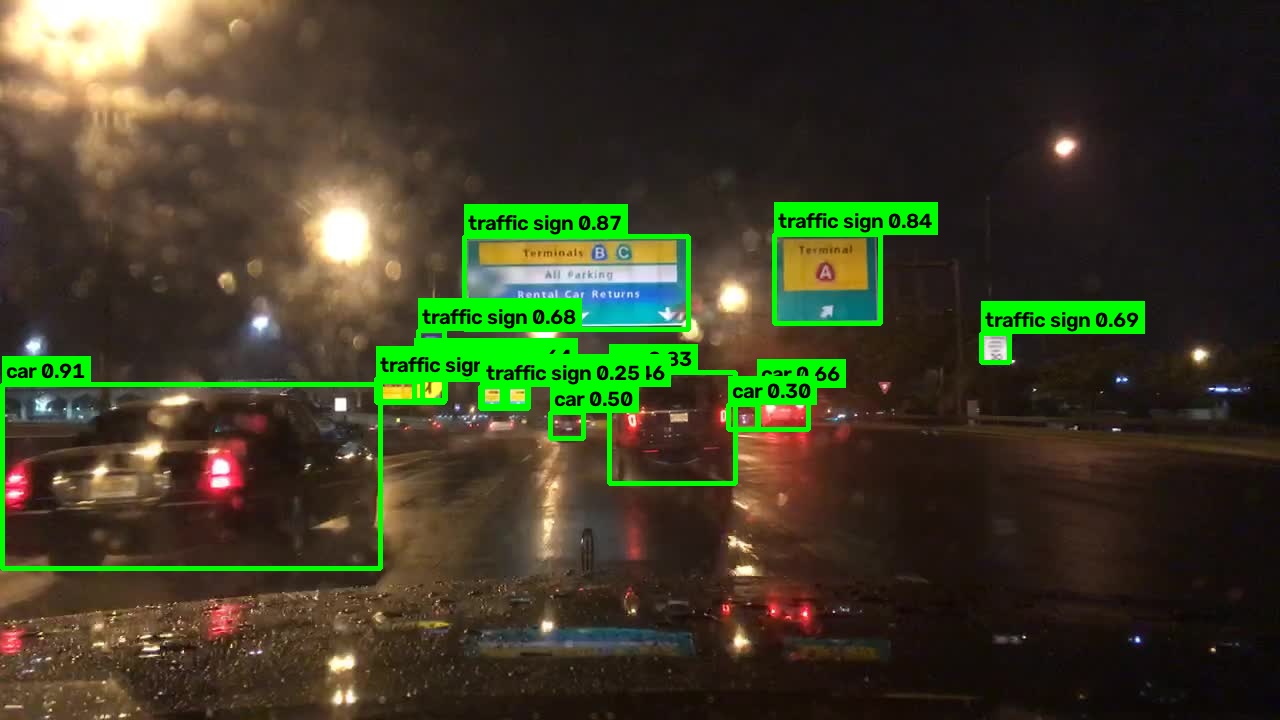 traffic sign 0.87
traffic sign 0.84
Terminals B C
All Parking
Rental Car Returns
Terminal
A
traffic sign 0.68
traffic sign 0.69
traffic sign
car 0.91
traffic sign 0.25
car 0.66
car 0.50
car 0.30